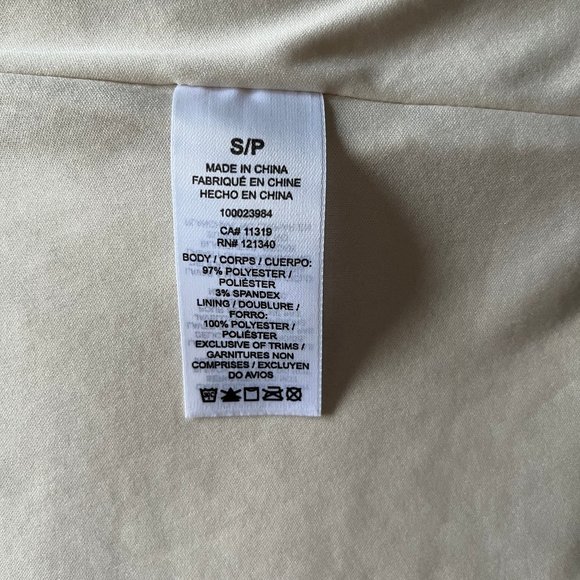 S/P
MADE IN CHINA
FABRIQUÉ EN CHINE
HECHO EN CHINA
100023984
CA# 11319
RN# 121340
BODY / CORPS / CUERPO:
97% POLYESTER /
POLIÉSTER
3% SPANDEX
LINING / DOUBLURE /
FORRO:
100% POLYESTER /
POLIÉSTER
EXCLUSIVE OF TRIMS /
GARNITURES NON
COMPRISES / EXCLUYEN
DO AVIOS